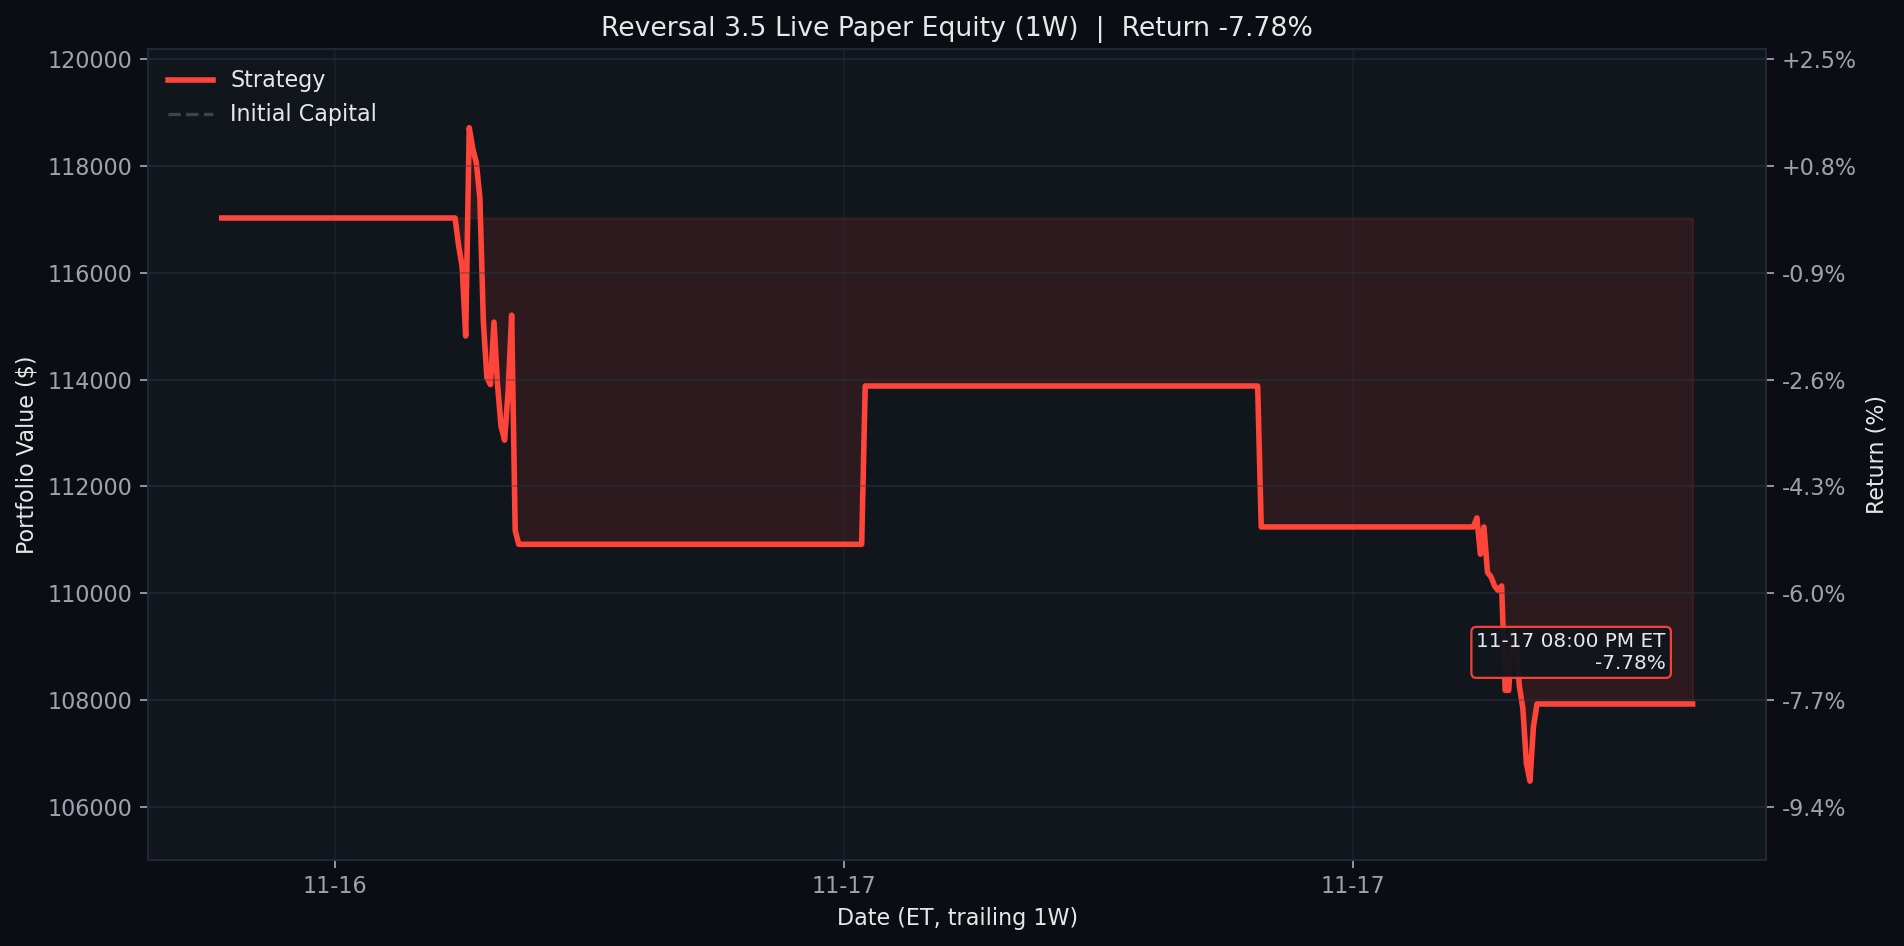 Reversal 3.5 Live Paper Equity (1W)  |  Return -7.78%
Strategy
Initial Capital
Portfolio Value ($)
120000
118000
116000
114000
112000
110000
108000
106000
+2.5%
+0.8%
-0.9%
-2.6%
-4.3%
-6.0%
-7.7%
-9.4%
Return (%)
11-17 08:00 PM ET
-7.78%
11-16
11-17
11-17
Date (ET, trailing 1W)